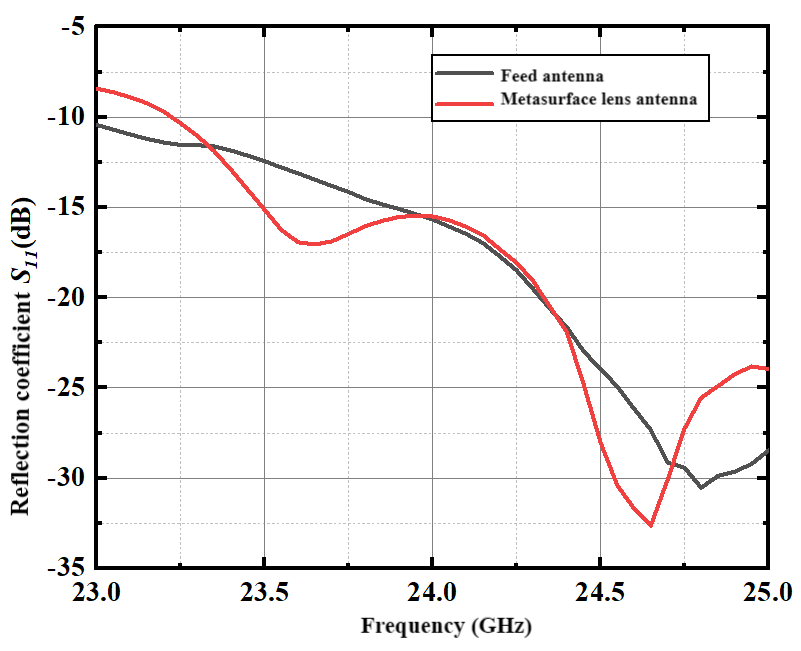 -5
-10
-15
-20
-25
-30
-35
Reflection coefficient S11(dB)
Feed antenna
Metasurface lens antenna
23.0 23.5 24.0 24.5 25.0
Frequency (GHz)